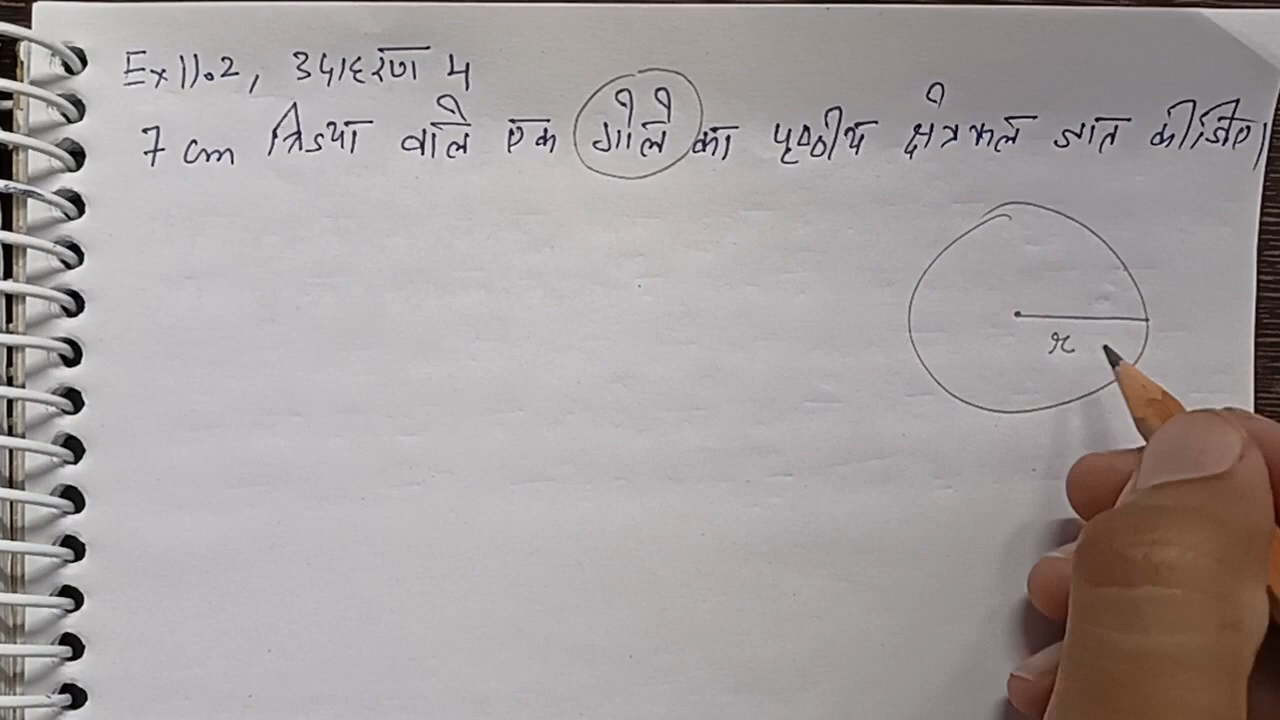 Ex 11.2, उदाहरण 4
7 cm त्रिज्या वाले एक गोले का पृष्ठीय क्षेत्रफल ज्ञात कीजिए।
r